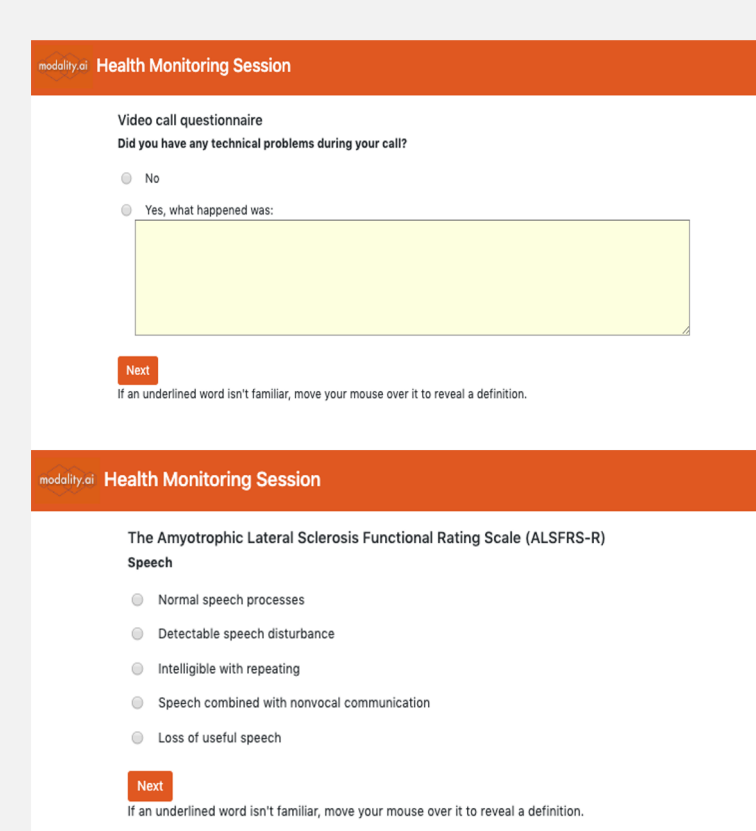 modality.ai Health Monitoring Session
Video call questionnaire
Did you have any technical problems during your call?
No
Yes, what happened was:
Next
If an underlined word isn't familiar, move your mouse over it to reveal a definition.
modality.ai Health Monitoring Session
The Amyotrophic Lateral Sclerosis Functional Rating Scale (ALSFRS-R)
Speech
Normal speech processes
Detectable speech disturbance
Intelligible with repeating
Speech combined with nonvocal communication
Loss of useful speech
Next
If an underlined word isn't familiar, move your mouse over it to reveal a definition.